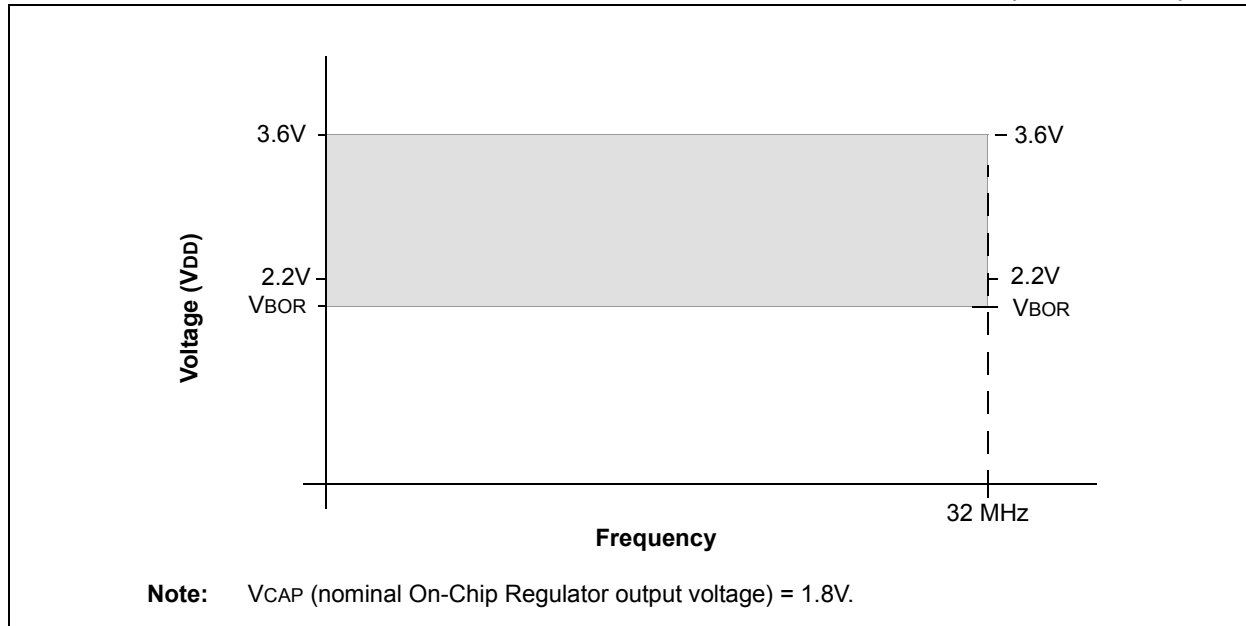 3.6V
3.6V
Voltage (VDD)
2.2V
2.2V
VBOR
VBOR
32 MHz
Frequency
Note: VCAP (nominal On-Chip Regulator output voltage) = 1.8V.